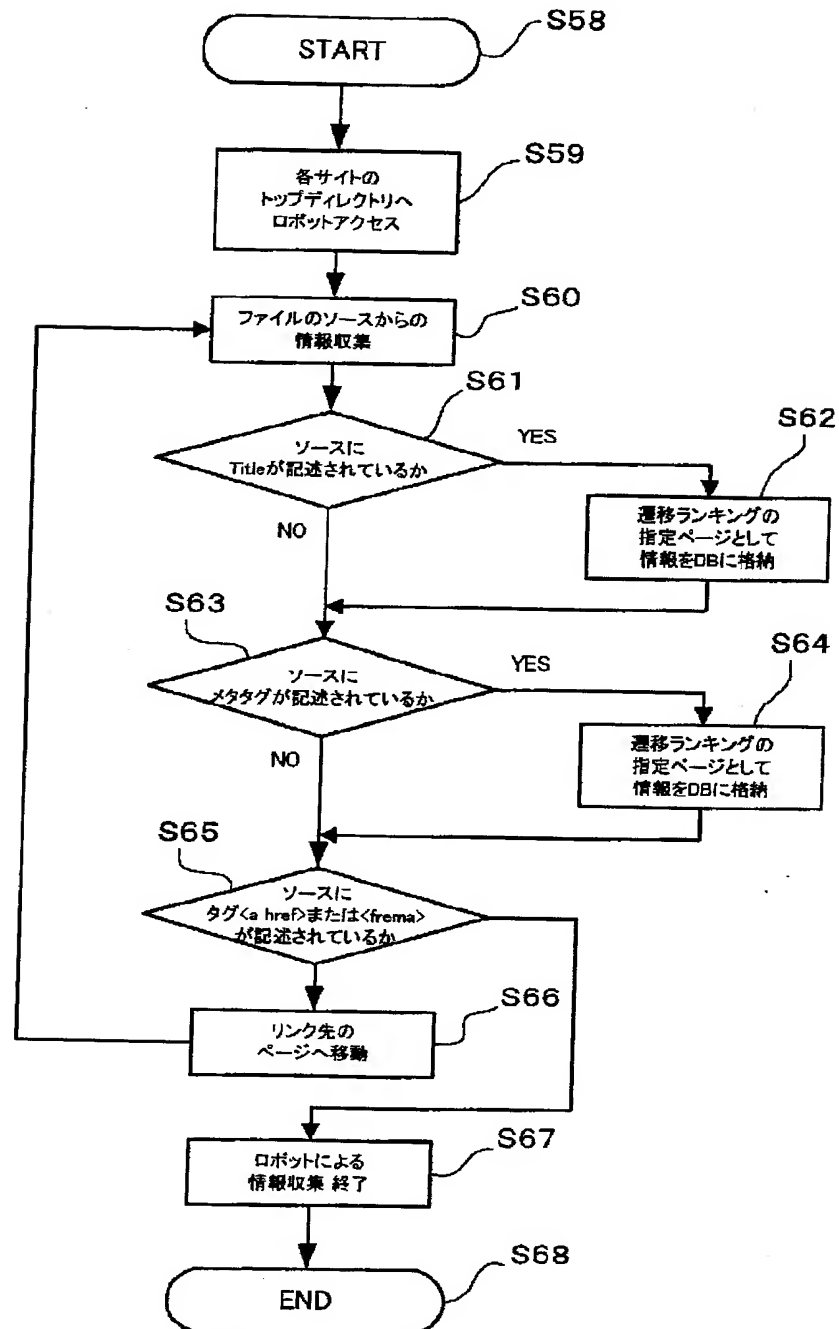 S58
START
S59
各サイトの
トップディレクトリへ
ロボットアクセス
S60
ファイルのソースからの
情報収集
S61
ソースに
Titleが記述されているか
YES
NO
S62
遷移ランキングの
指定ページとして
情報をDBに格納
S63
ソースに
メタタグが記述されているか
YES
NO
S64
遷移ランキングの
指定ページとして
情報をDBに格納
S65
ソースに
タグ<a href>または<frema>
が記述されているか
S66
リンク先の
ページへ移動
S67
ロボットによる
情報収集 終了
S68
END